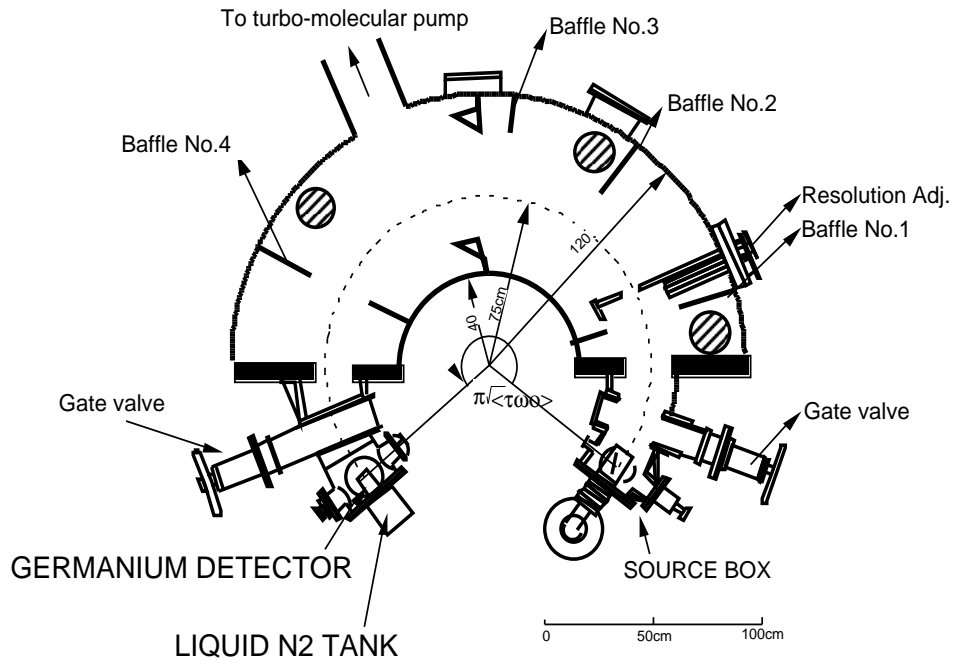 To turbo-molecular pump
Baffle No.3
Baffle No.2
Baffle No.4
Resolution Adj.
Baffle No.1
120
75cm
40
π√<τωο>
Gate valve
Gate valve
GERMANIUM DETECTOR
SOURCE BOX
LIQUID N2 TANK
0 50cm 100cm